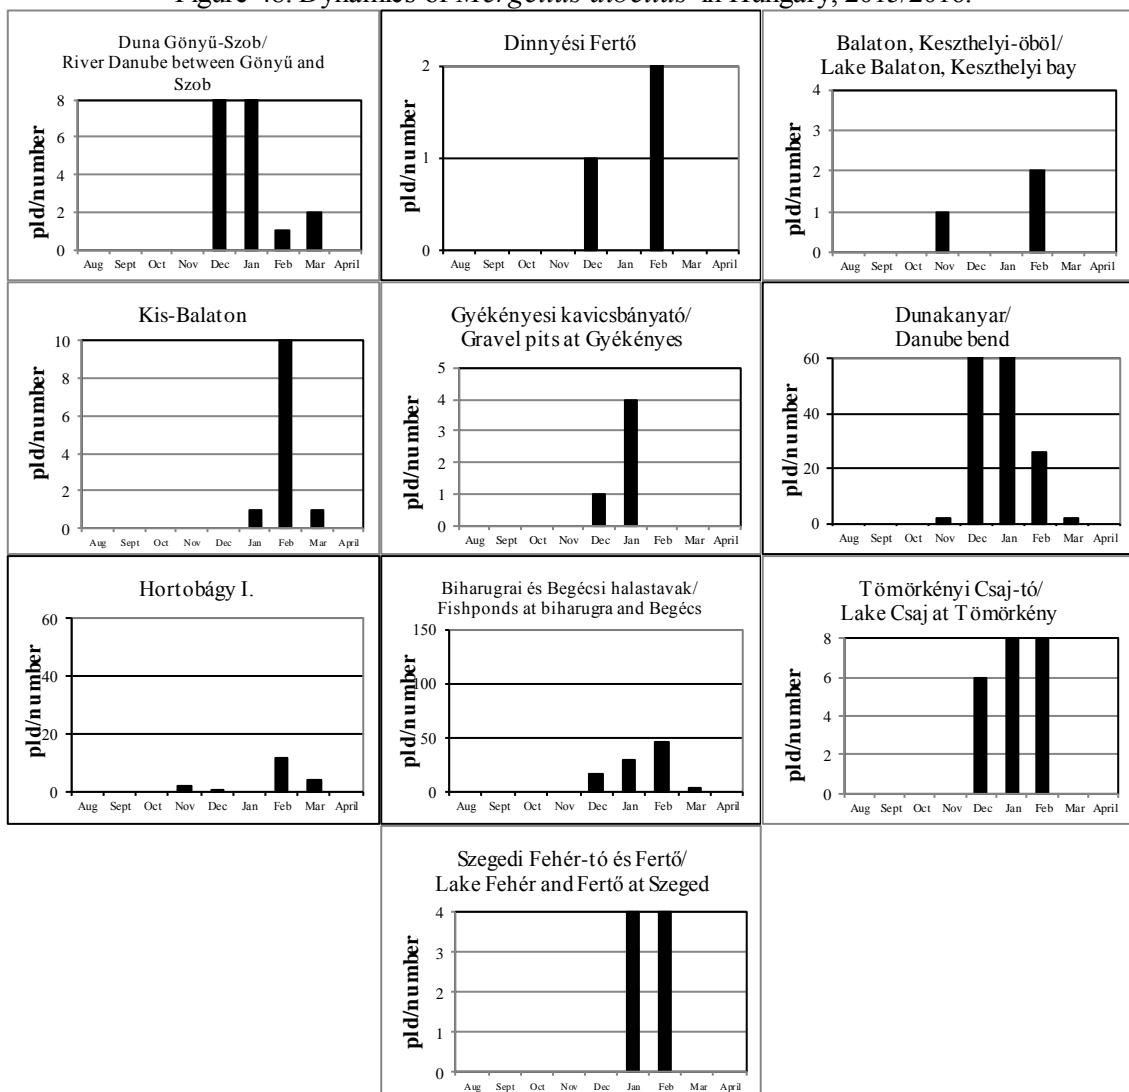 Figure 48. Dynamics of Mergellus albellus in Hungary, 2015/2016.
Duna Gönyű-Szob/
River Danube between Gönyű and
Szob
pld/number
8
6
4
2
0
Aug Sept Oct Nov Dec Jan Feb Mar April
Dinnyési Fertő
pld/number
2
1
0
Aug Sept Oct Nov Dec Jan Feb Mar April
Balaton, Keszthelyi-öböl/
Lake Balaton, Keszthelyi bay
pld/number
4
3
2
1
0
Aug Sept Oct Nov Dec Jan Feb Mar April
Kis-Balaton
pld/number
10
8
6
4
2
0
Aug Sept Oct Nov Dec Jan Feb Mar April
Gyékényesi kavicsbányató/
Gravel pits at Gyékényes
pld/number
5
4
3
2
1
0
Aug Sept Oct Nov Dec Jan Feb Mar April
Dunakanyar/
Danube bend
pld/number
60
40
20
0
Aug Sept Oct Nov Dec Jan Feb Mar April
Hortobágy I.
pld/number
60
40
20
0
Aug Sept Oct Nov Dec Jan Feb Mar April
Biharugrai és Begécsi halastavak/
Fishponds at biharugra and Begécs
pld/number
150
100
50
0
Aug Sept Oct Nov Dec Jan Feb Mar April
Tömörkényi Csaj-tó/
Lake Csaj at Tömörkény
pld/number
8
6
4
2
0
Aug Sept Oct Nov Dec Jan Feb Mar April
Szegedi Fehér-tó és Fertő/
Lake Fehér and Fertő at Szeged
pld/number
4
3
2
1
0
Aug Sept Oct Nov Dec Jan Feb Mar April